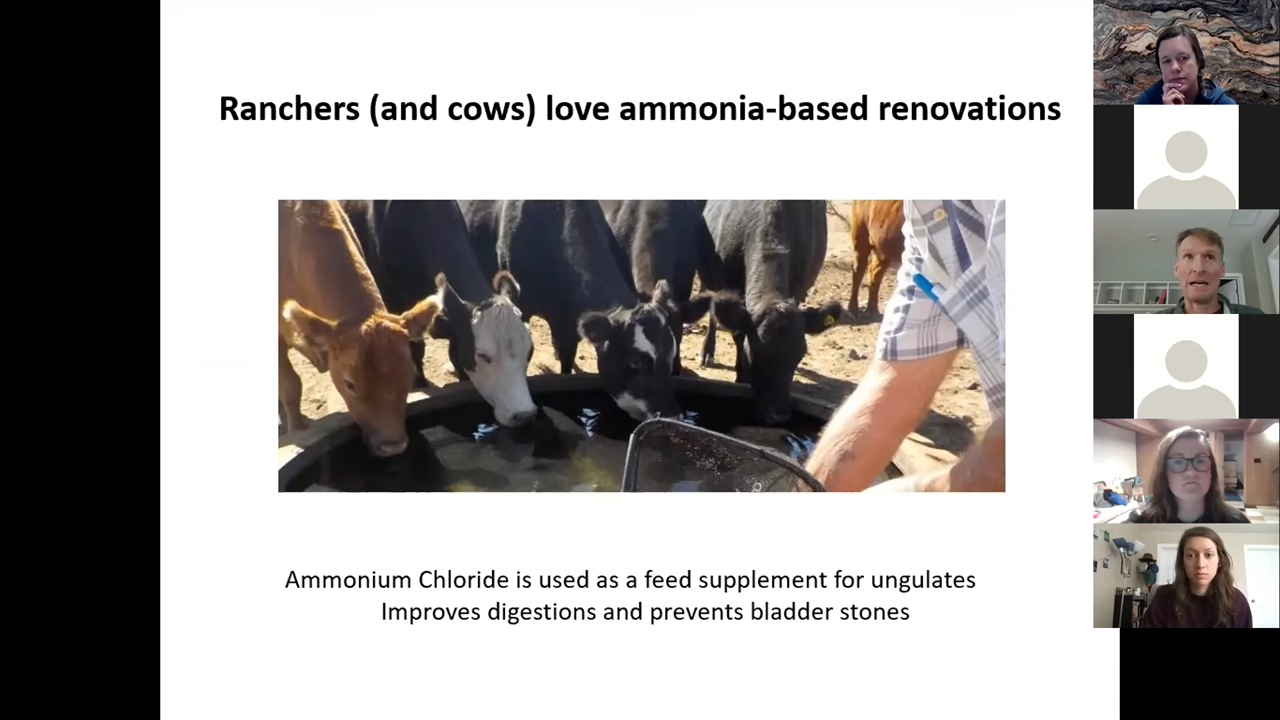 Ranchers (and cows) love ammonia-based renovations
Ammonium Chloride is used as a feed supplement for ungulates
Improves digestions and prevents bladder stones